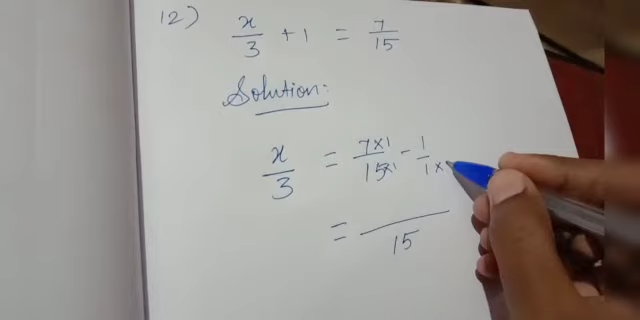 12) x/3 + 1 = 7/15
Solution:
x/3 = 7×1/15×1 - 1/1×
= /15